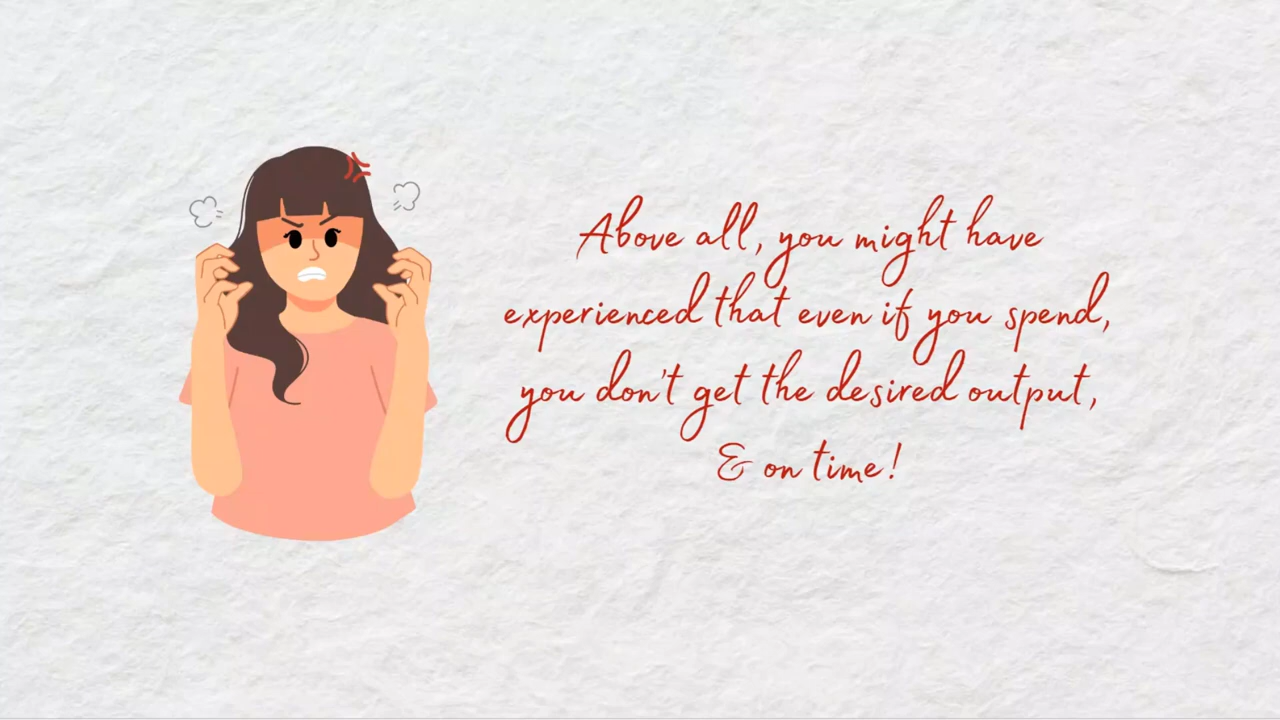 Above all, you might have
experienced that even if you spend,
you don't get the desired output,
& on time!